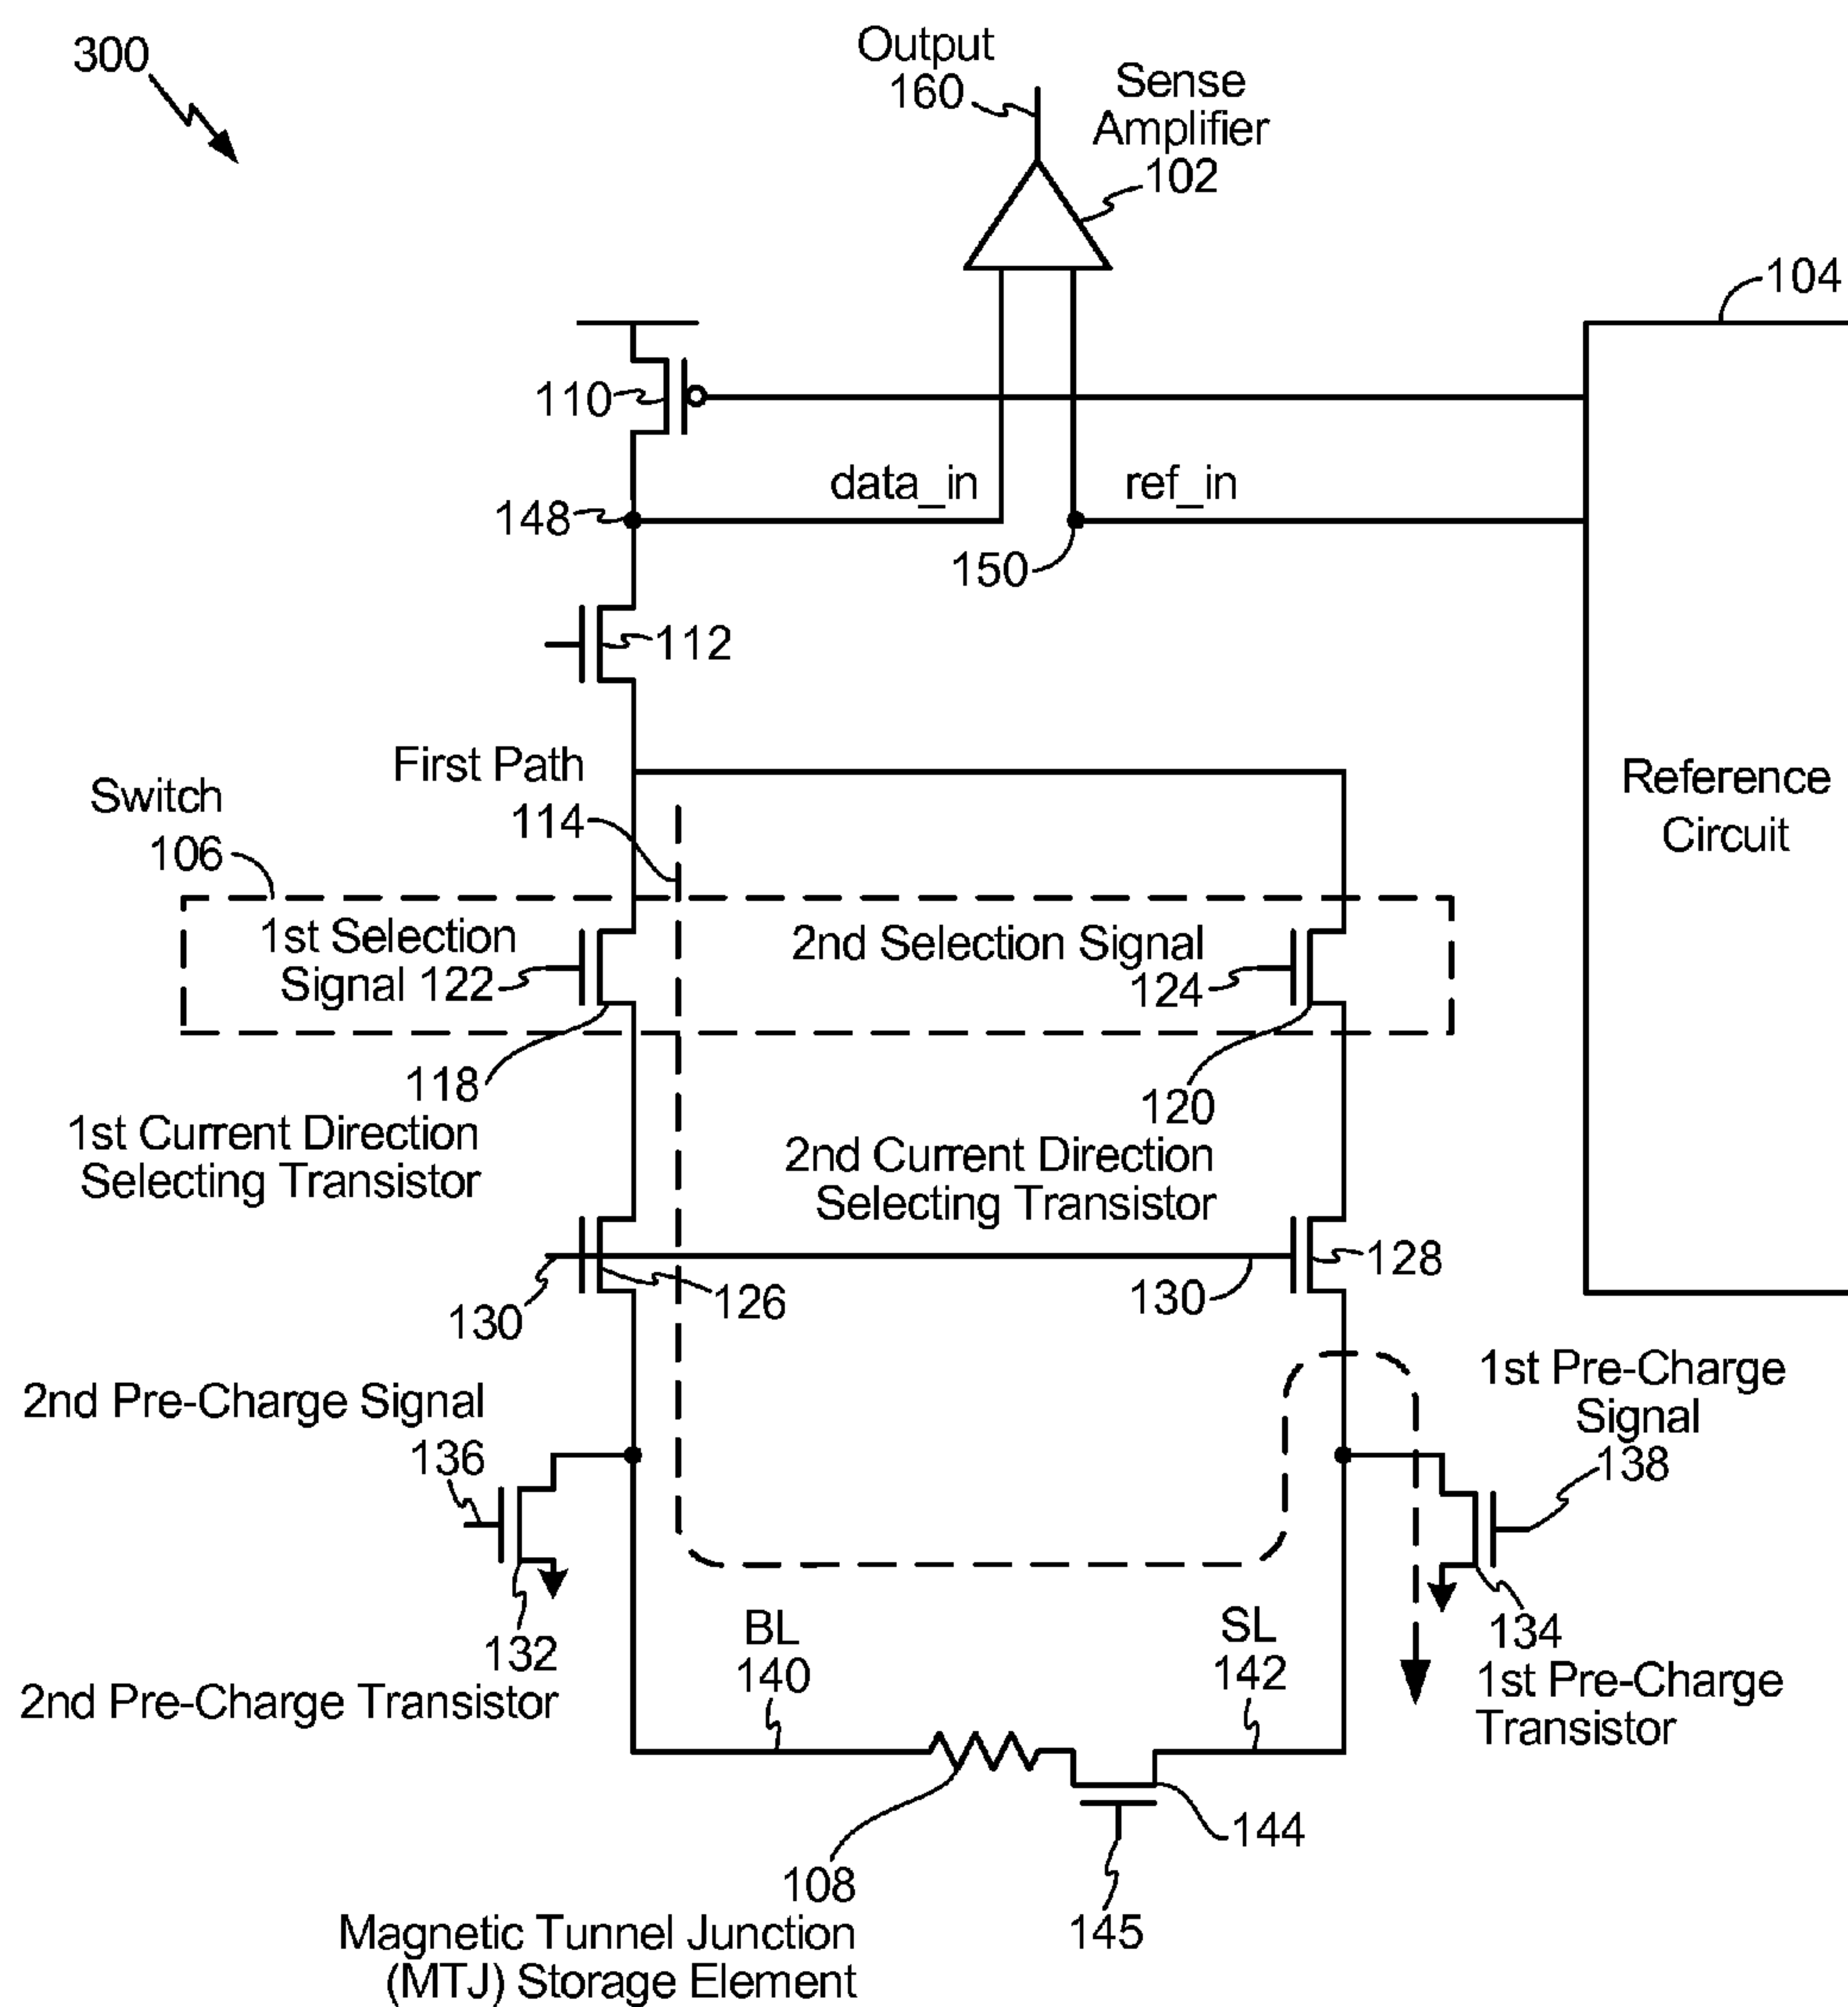 300
Output
160
Sense
Amplifier
102
104
110
data_in
ref_in
148
150
112
First Path
114
Switch
106
Reference
Circuit
1st Selection
Signal 122
2nd Selection Signal
124
118
1st Current Direction
Selecting Transistor
120
2nd Current Direction
Selecting Transistor
128
130
126
130
2nd Pre-Charge Signal
136
1st Pre-Charge
Signal
138
132
2nd Pre-Charge Transistor
BL
140
SL
142
134
1st Pre-Charge
Transistor
144
108
Magnetic Tunnel Junction
(MTJ) Storage Element
145